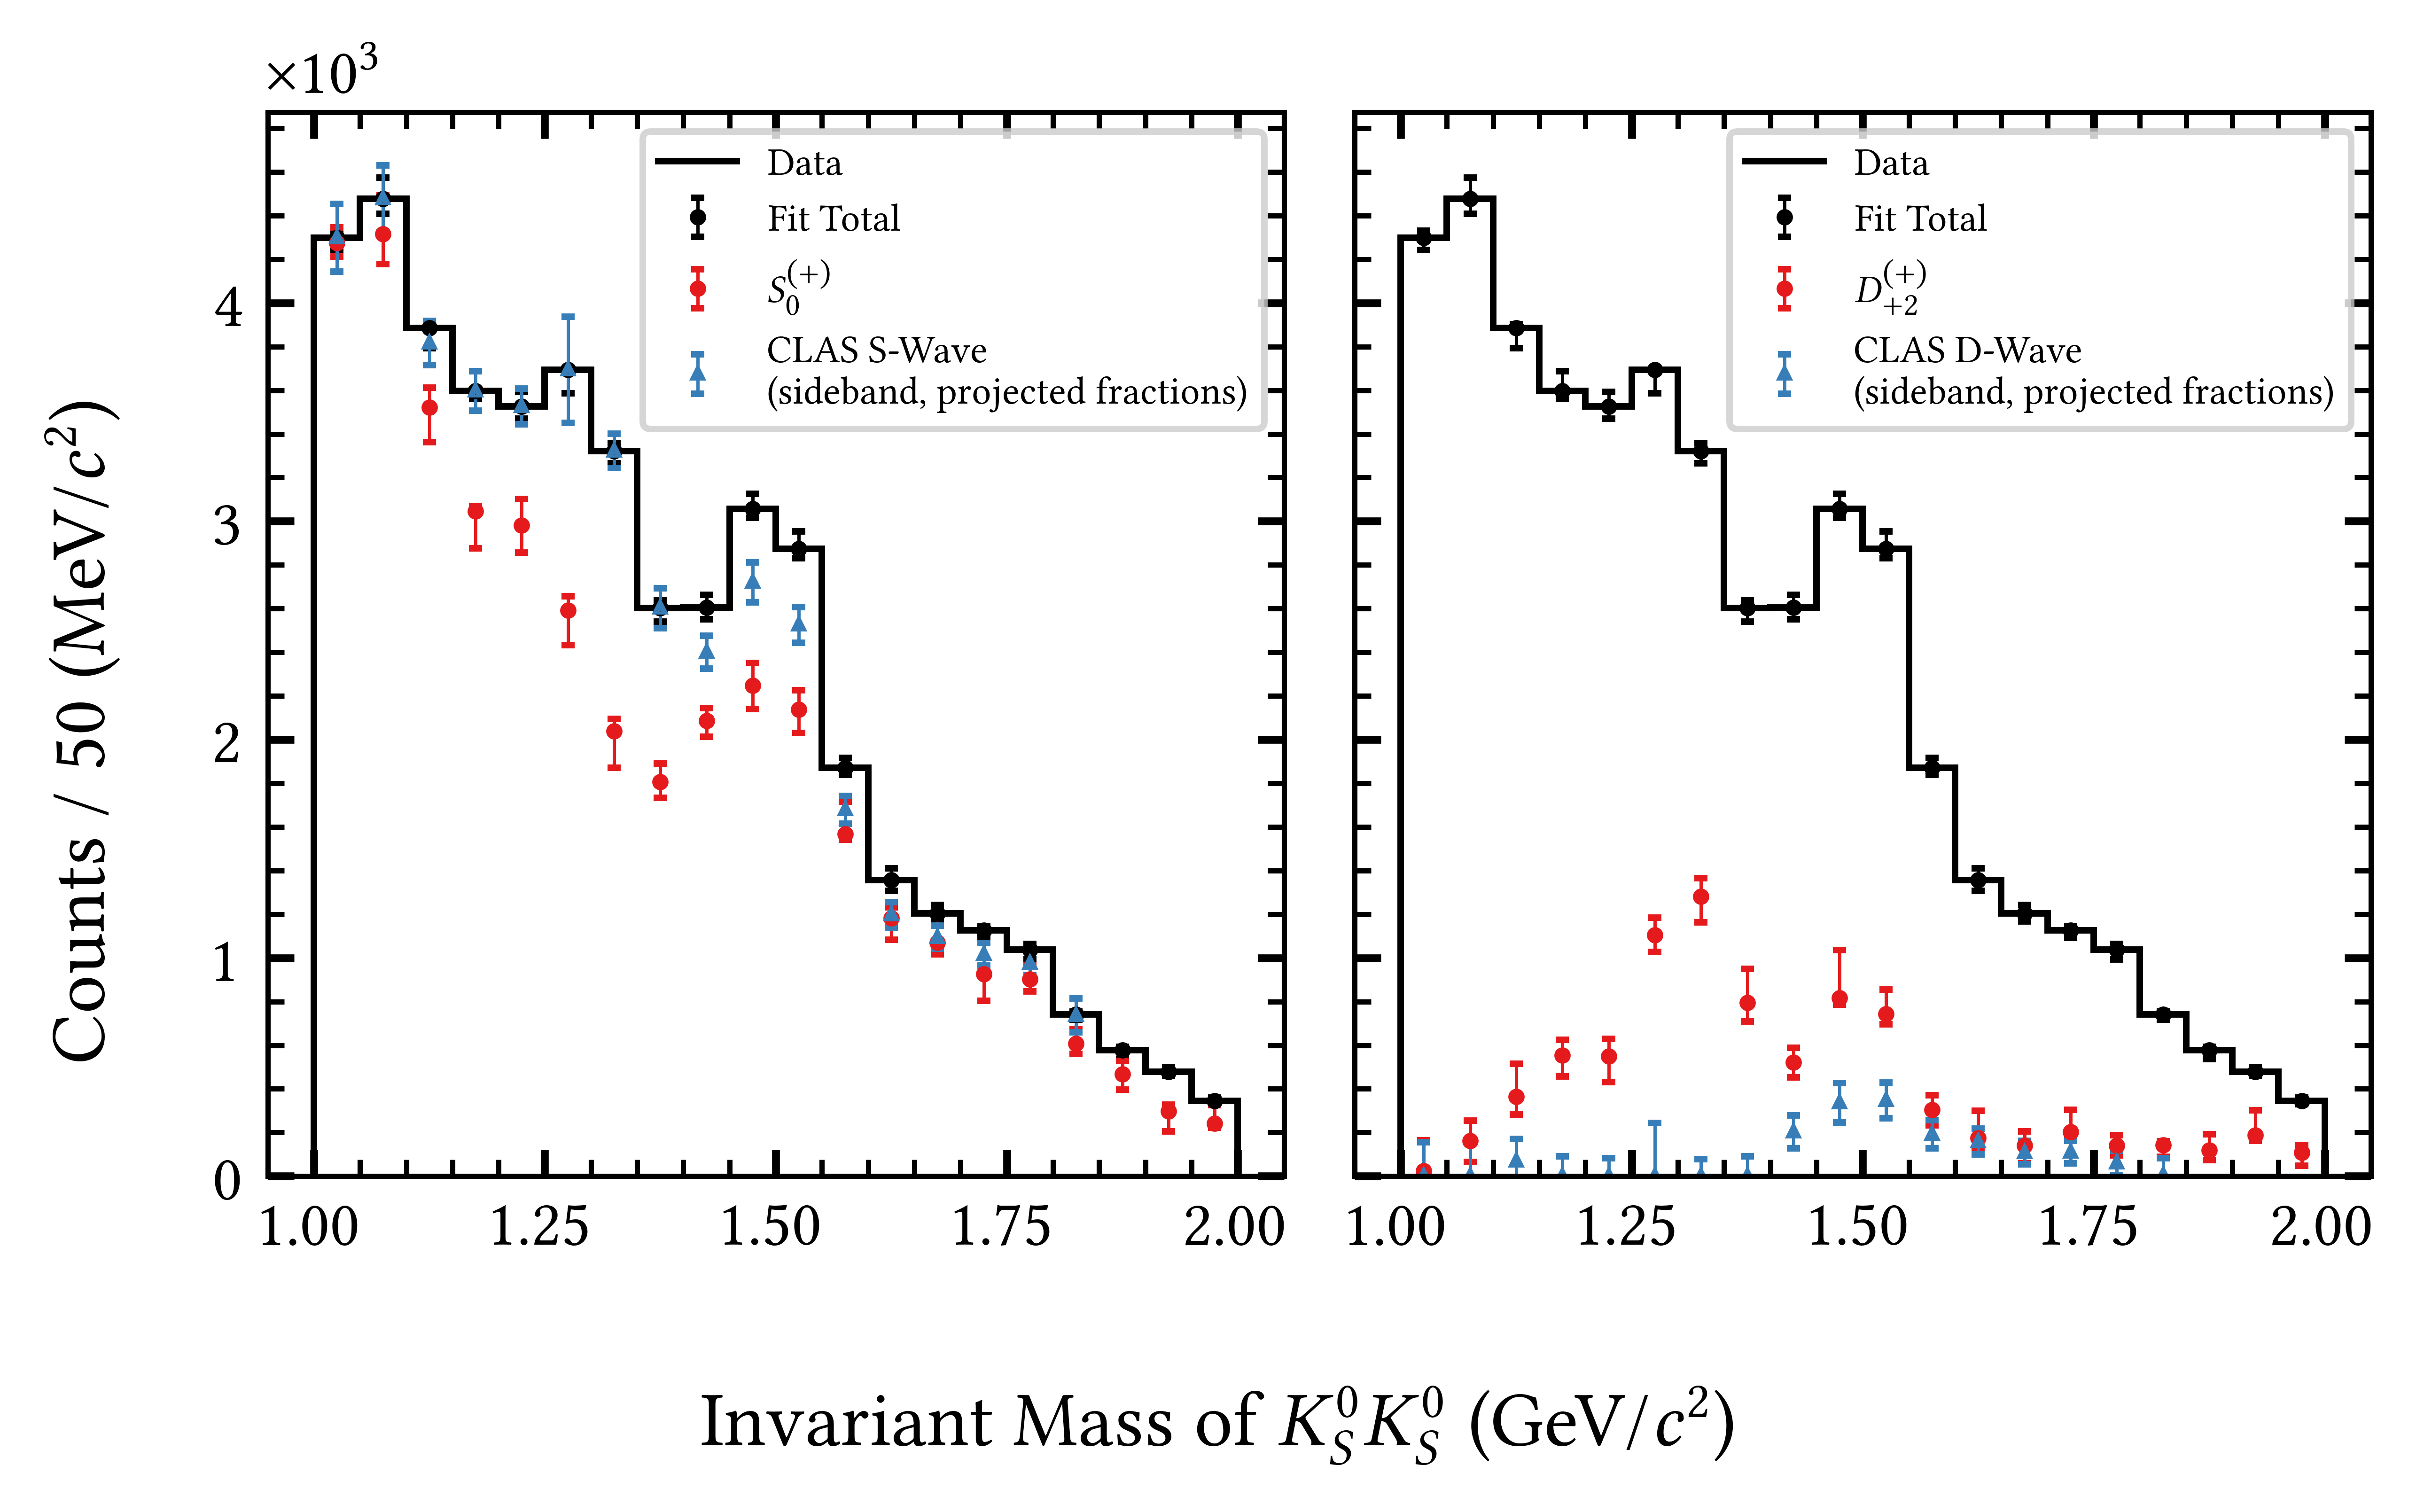 ×10³
Counts / 50 (MeV/c²)
4
3
2
1
0
Data
Fit Total
S₀⁽⁺⁾
CLAS S-Wave
(sideband, projected fractions)
1.00 1.25 1.50 1.75 2.00
Data
Fit Total
D₊₂⁽⁺⁾
CLAS D-Wave
(sideband, projected fractions)
1.00 1.25 1.50 1.75 2.00
Invariant Mass of K_S⁰K_S⁰ (GeV/c²)